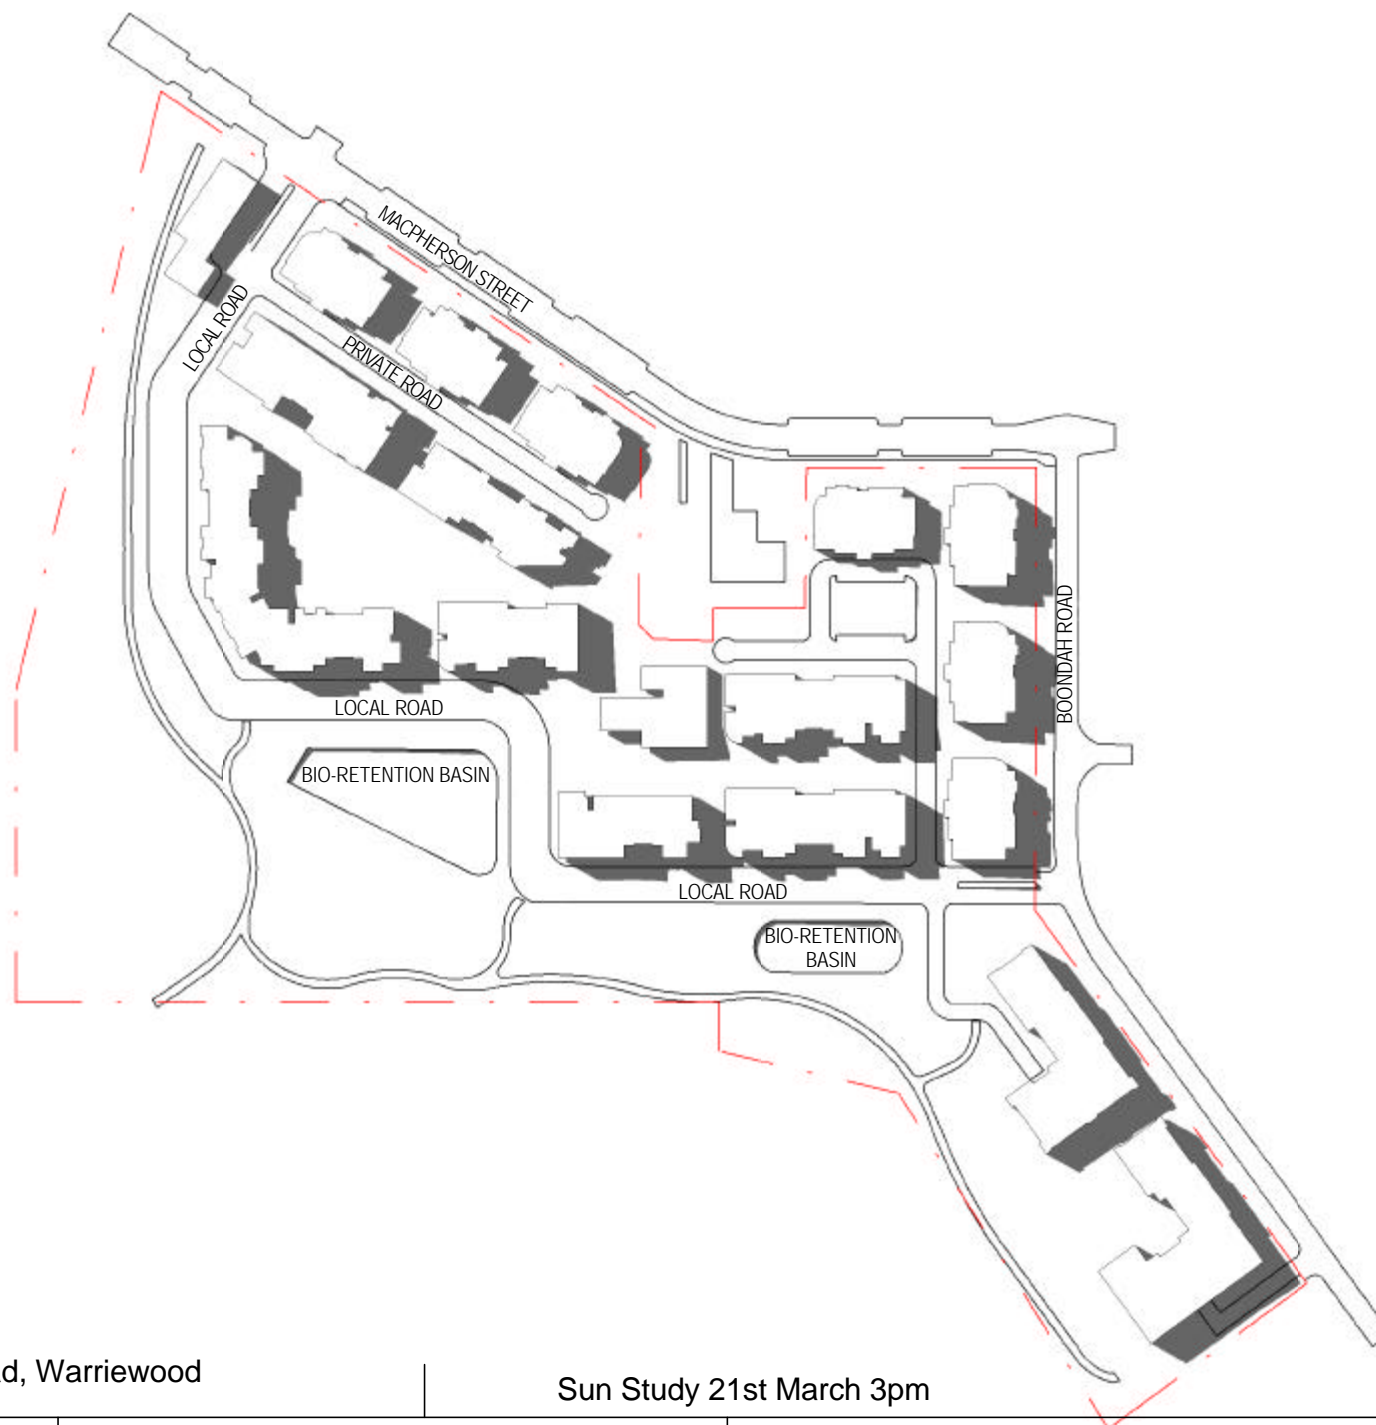 MACPHERSON STREET
LOCAL ROAD
PRIVATE ROAD
BOONDAH ROAD
LOCAL ROAD
BIO-RETENTION BASIN
LOCAL ROAD
BIO-RETENTION
BASIN
Warriewood
Sun Study 21st March 3pm